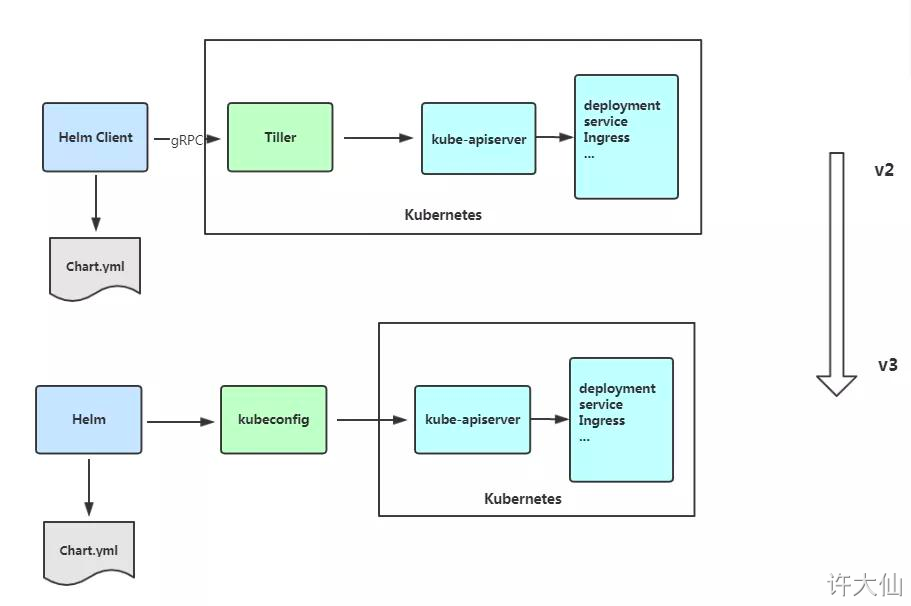 Helm Client
gRPC
Tiller
kube-apiserver
deployment
service
Ingress
...
Kubernetes
Chart.yml
v2
v3
Helm
kubeconfig
kube-apiserver
deployment
service
Ingress
...
Kubernetes
Chart.yml
许大仙